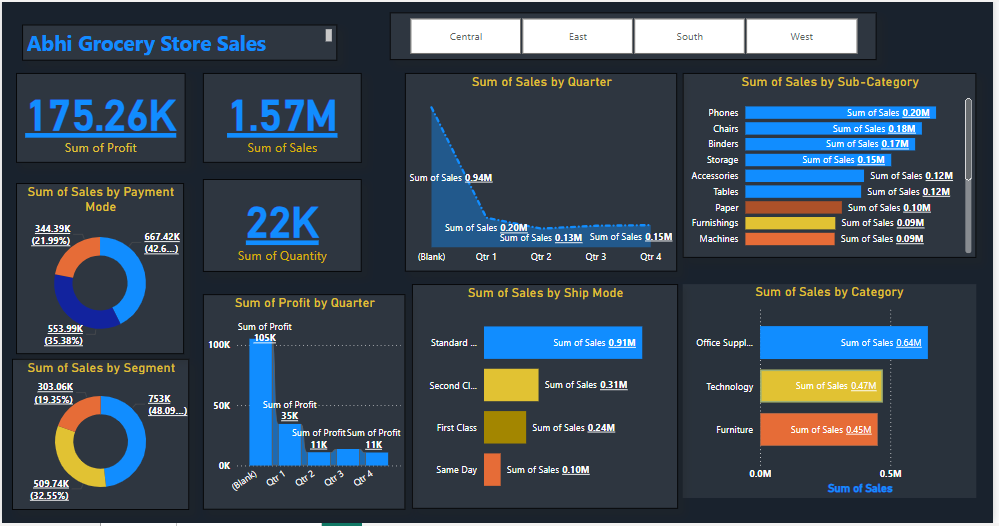 Abhi Grocery Store Sales
Central
East
South
West
175.26K
Sum of Profit
1.57M
Sum of Sales
22K
Sum of Quantity
Sum of Sales by Payment
Mode
344.39K
(21.99%)
667.42K
(42.6...)
553.99K
(35.38%)
Sum of Sales by Segment
303.06K
(19.35%)
753K
(48.09...)
509.74K
(32.55%)
Sum of Profit by Quarter
100K
50K
0K
Sum of Profit
105K
Sum of Profit
35K
Sum of Profit
11K
Sum of Profit
11K
(Blank)
Qtr 1
Qtr 2
Qtr 3
Qtr 4
Sum of Sales by Quarter
Sum of Sales 0.94M
Sum of Sales 0.20M
Sum of Sales 0.13M
Sum of Sales 0.15M
(Blank)
Qtr 1
Qtr 2
Qtr 3
Qtr 4
Sum of Sales by Sub-Category
Phones Sum of Sales 0.20M
Chairs Sum of Sales 0.18M
Binders Sum of Sales 0.17M
Storage Sum of Sales 0.15M
Accessories Sum of Sales 0.12M
Tables Sum of Sales 0.12M
Paper Sum of Sales 0.10M
Furnishings Sum of Sales 0.09M
Machines Sum of Sales 0.09M
Sum of Sales by Ship Mode
Standard ... Sum of Sales 0.91M
Second Cl... Sum of Sales 0.31M
First Class Sum of Sales 0.24M
Same Day Sum of Sales 0.10M
Sum of Sales by Category
Office Suppl... Sum of Sales 0.64M
Technology Sum of Sales 0.47M
Furniture Sum of Sales 0.45M
0.0M
0.5M
Sum of Sales